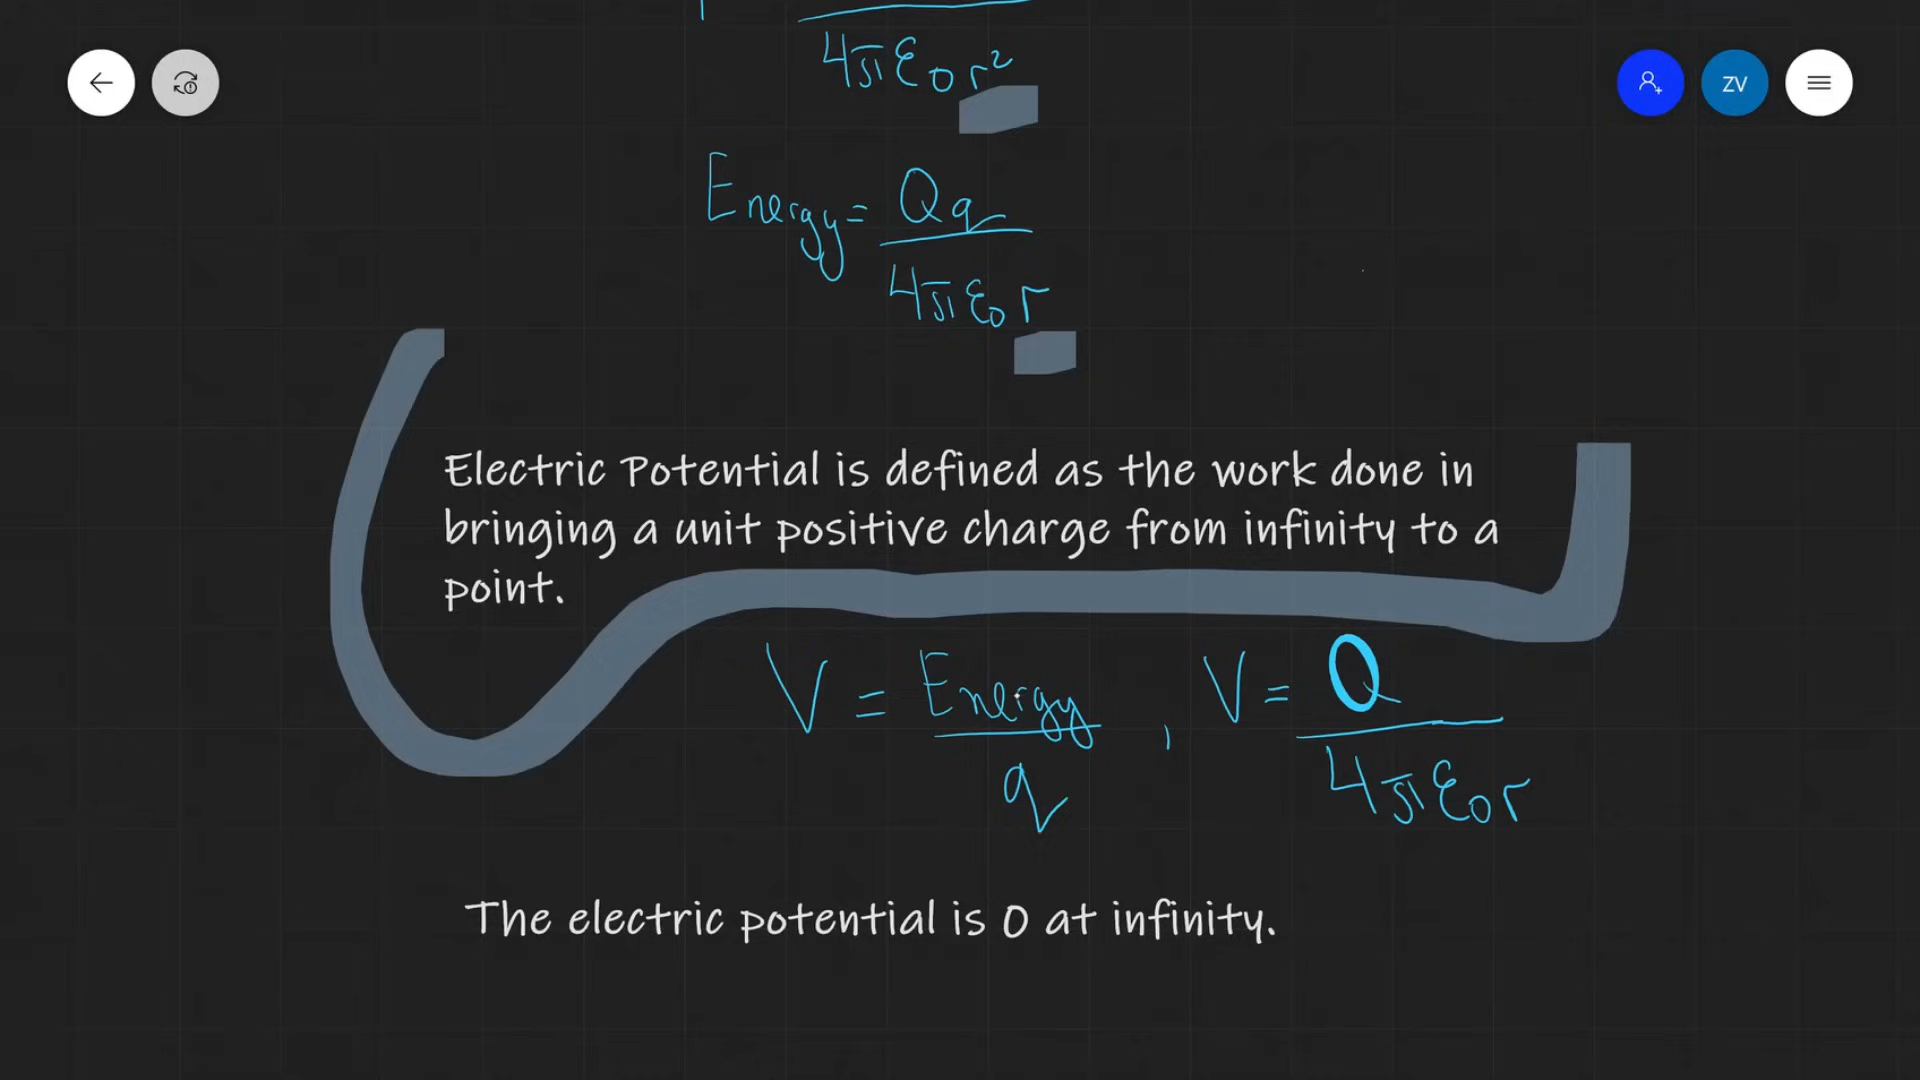 4πε₀r²
Energy = Qq
4πε₀r
Electric Potential is defined as the work done in
bringing a unit positive charge from infinity to a
point.
V = Energy , V = Q
q 4πε₀r
The electric potential is 0 at infinity.
ZV